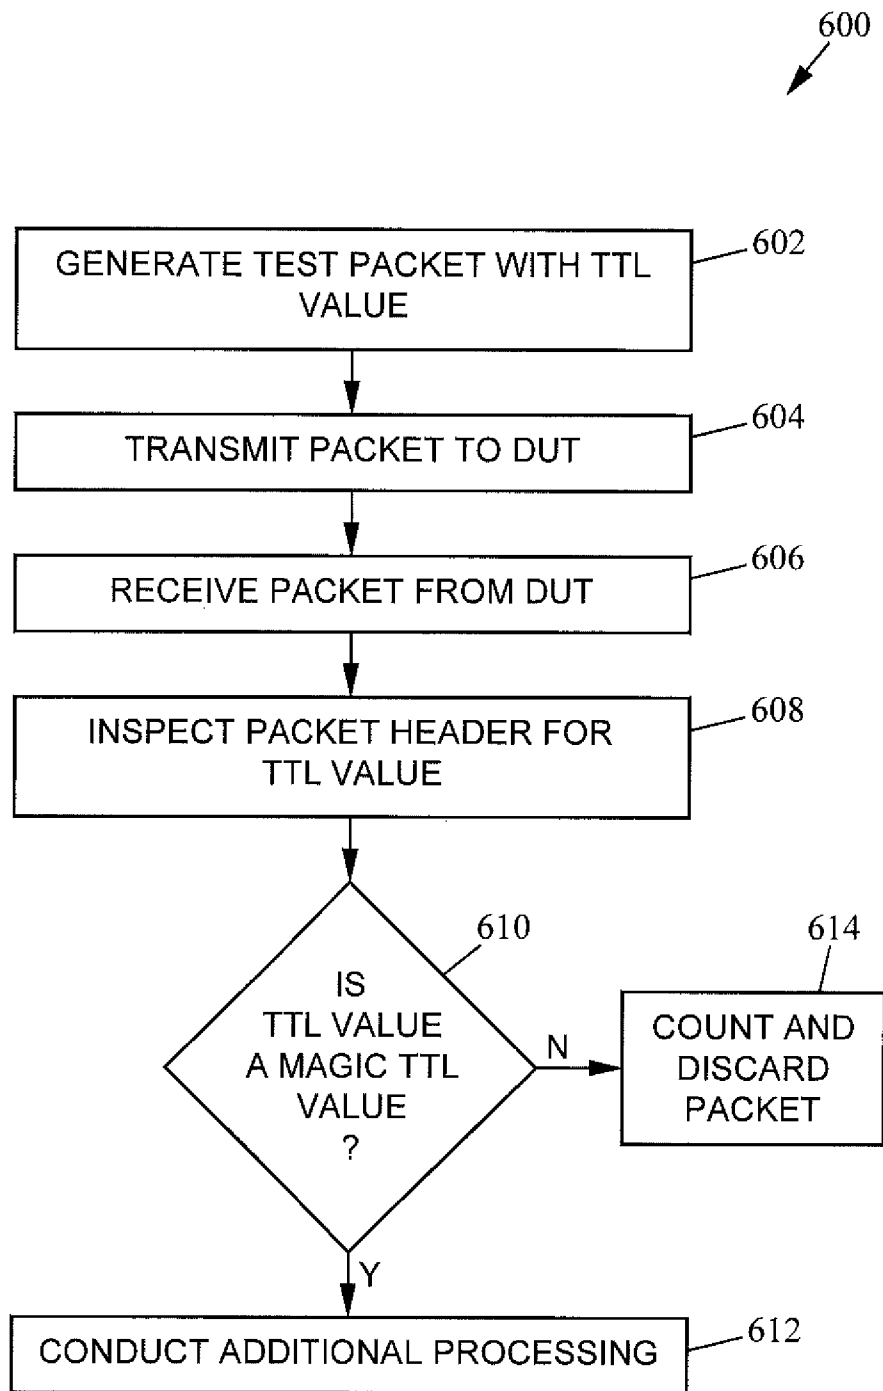 600
GENERATE TEST PACKET WITH TTL
VALUE
602
TRANSMIT PACKET TO DUT
604
RECEIVE PACKET FROM DUT
606
INSPECT PACKET HEADER FOR
TTL VALUE
608
IS
TTL VALUE
A MAGIC TTL
VALUE
?
610
N
614
COUNT AND
DISCARD
PACKET
Y
CONDUCT ADDITIONAL PROCESSING
612